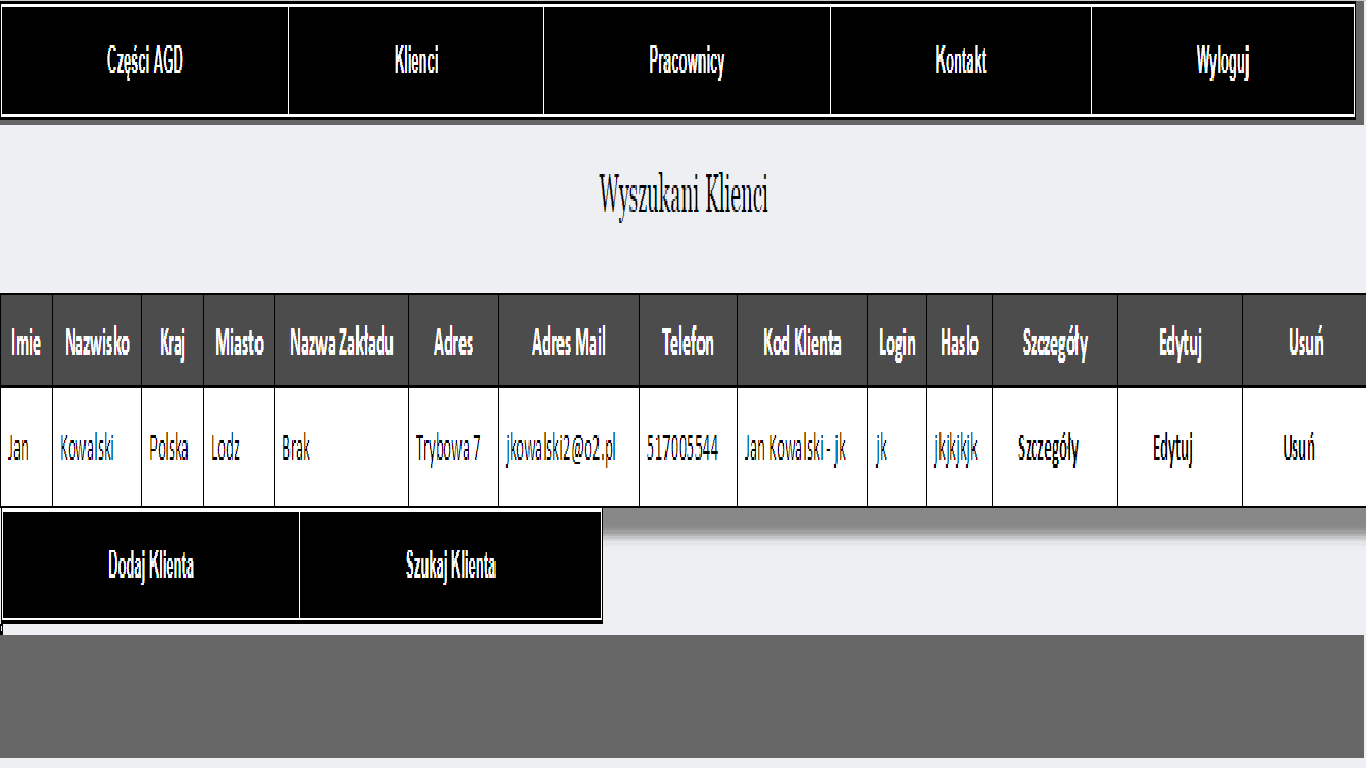 Części AGD Klienci Pracownicy Kontakt Wyloguj
Wyszukani Klienci
Imie Nazwisko Kraj Miasto Nazwa Zakładu Adres Adres Mail Telefon Kod Klienta Login Haslo Szczegóły Edytuj Usuń
Jan Kowalski Polska Lodz Brak Trybowa 7 jkowalski2@o2.pl 517005544 Jan Kowalski - jk jk jkjkjkjk Szczegóły Edytuj Usuń
Dodaj Klienta Szukaj Klienta